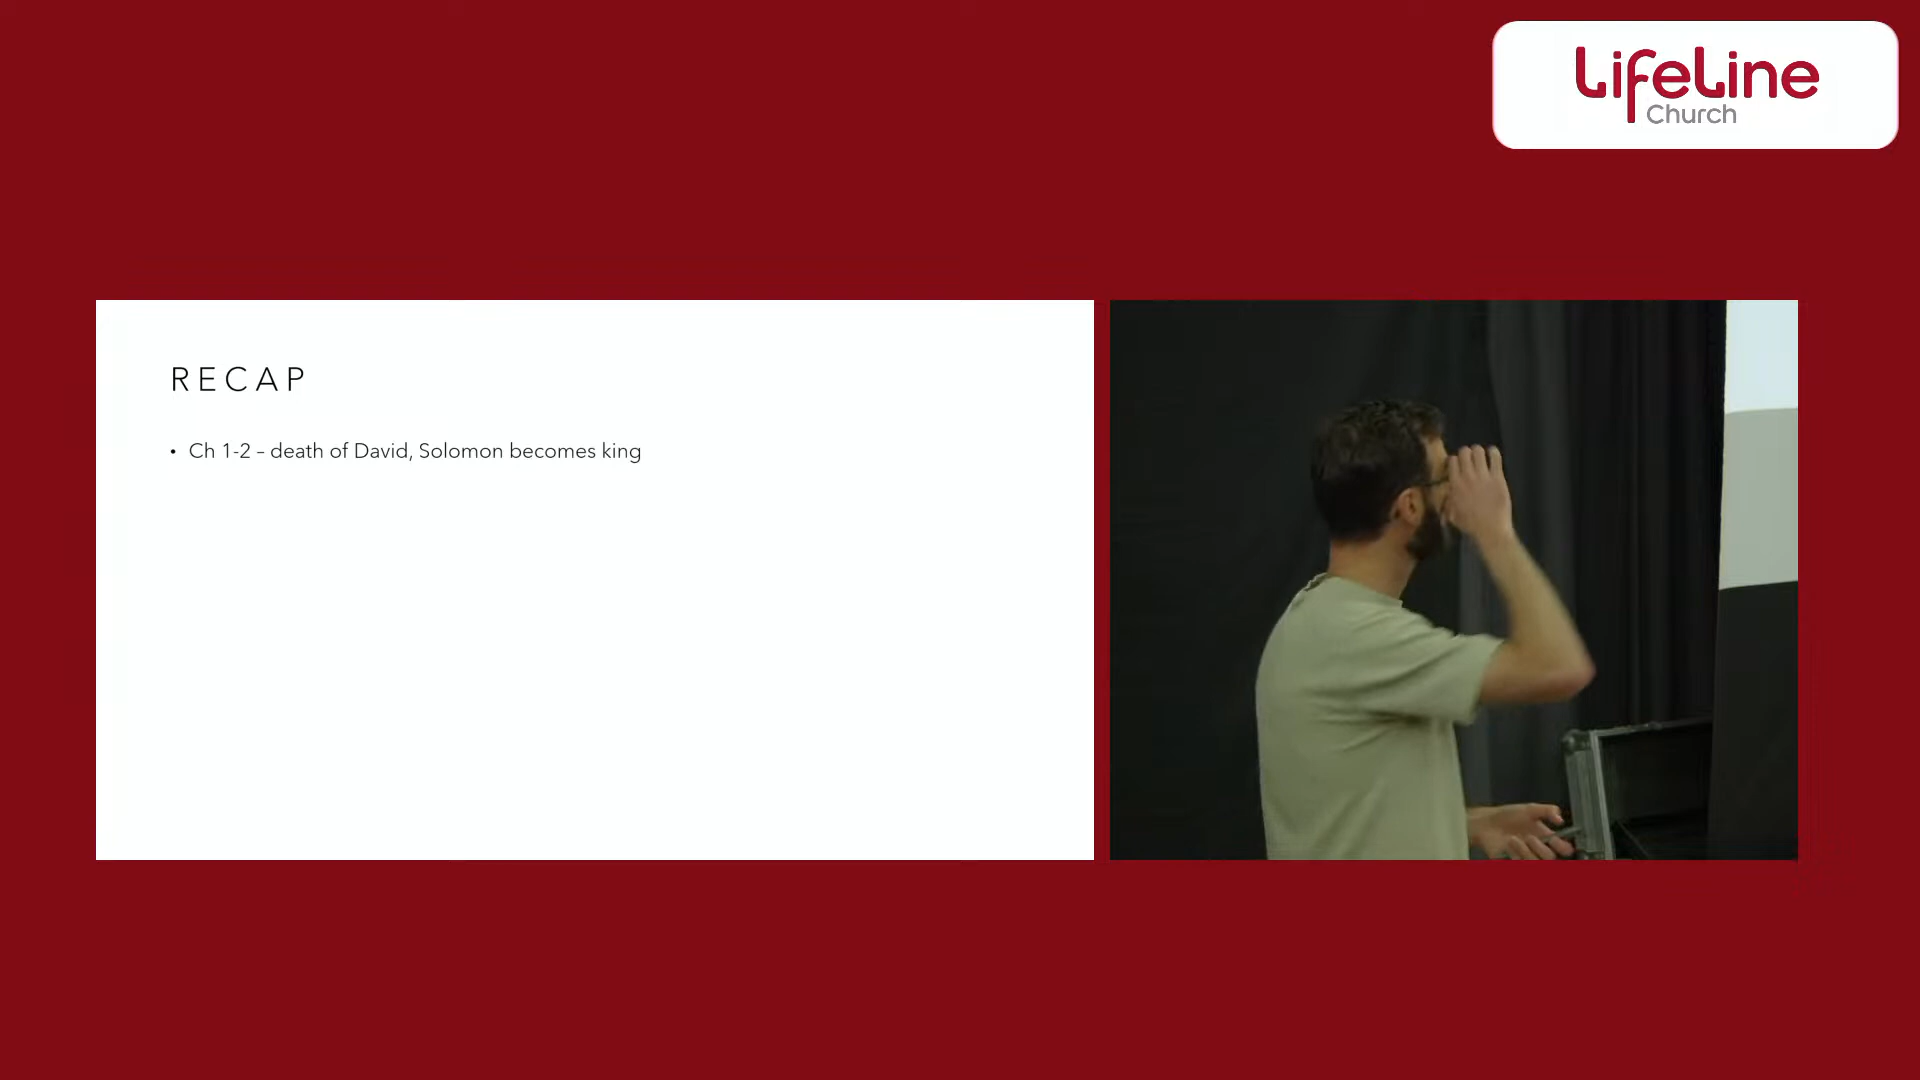 LifeLine
Church
RECAP
• Ch 1-2 – death of David, Solomon becomes king